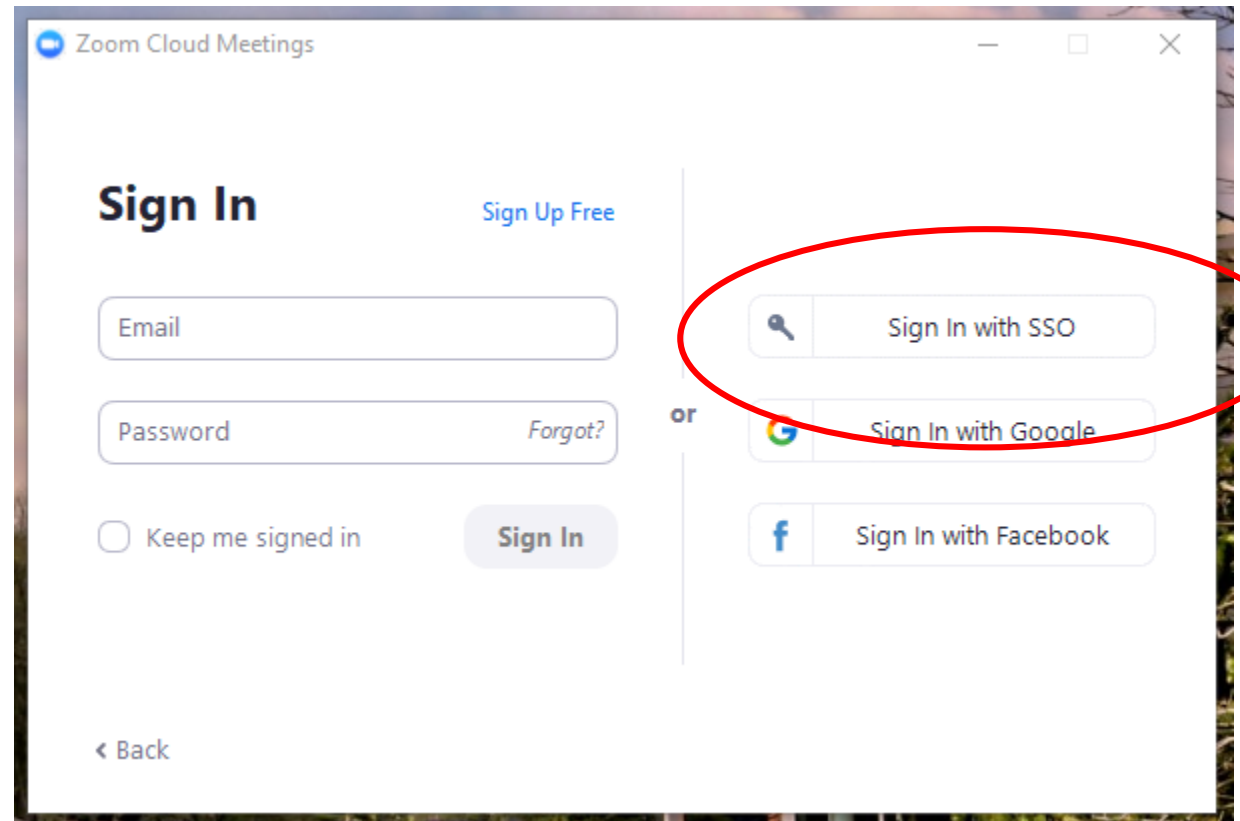 Zoom Cloud Meetings
Sign In
Sign Up Free
Email
Password
Forgot?
Keep me signed in
Sign In
or
Sign In with SSO
Sign In with Google
Sign In with Facebook
Back